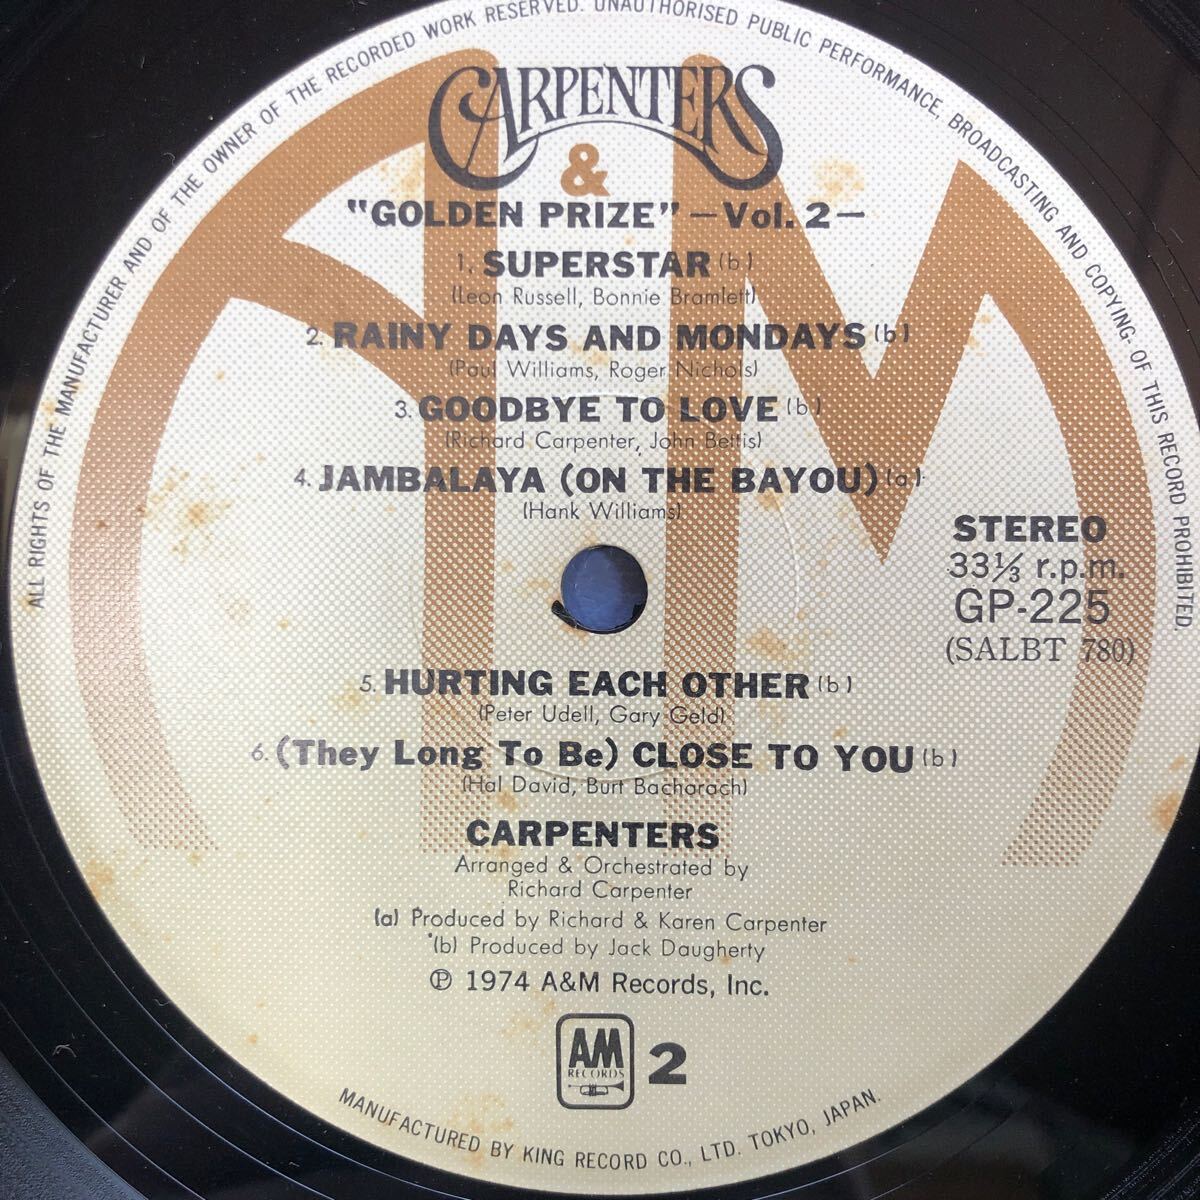 ALL RIGHTS OF THE MANUFACTURER AND OF THE OWNER OF THE RECORDED WORK RESERVED. UNAUTHORISED PUBLIC PERFORMANCE, BROADCASTING AND COPYING OF THIS RECORD PROHIBITED.
CARPENTERS
&
"GOLDEN PRIZE" —Vol. 2—
1. SUPERSTAR (b)
(Leon Russell, Bonnie Bramlett)
2. RAINY DAYS AND MONDAYS (b)
(Paul Williams, Roger Nichols)
3. GOODBYE TO LOVE (b)
(Richard Carpenter, John Bettis)
4. JAMBALAYA (ON THE BAYOU) (a)
(Hank Williams)
STEREO
33⅓ r.p.m.
GP-225
(SALBT 780)
5. HURTING EACH OTHER (b)
(Peter Udell, Gary Geld)
6. (They Long To Be) CLOSE TO YOU (b)
(Hal David, Burt Bacharach)
CARPENTERS
Arranged & Orchestrated by
Richard Carpenter
(a) Produced by Richard & Karen Carpenter
(b) Produced by Jack Daugherty
℗ 1974 A&M Records, Inc.
AM
RECORDS
2
MANUFACTURED BY KING RECORD CO., LTD. TOKYO, JAPAN.